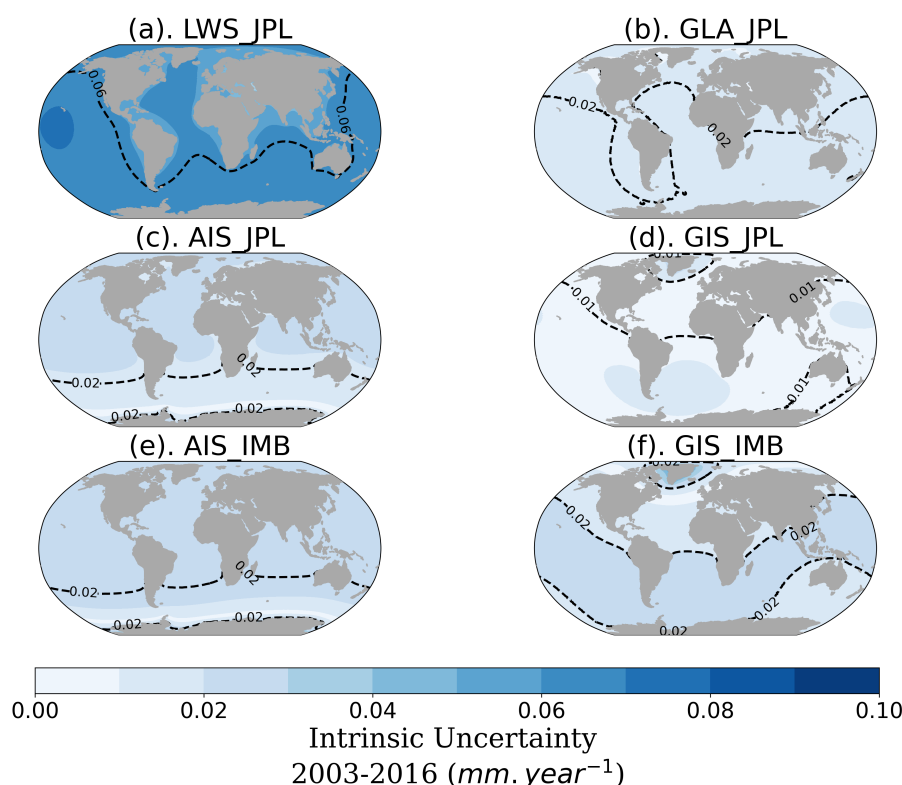 (a). LWS_JPL
(b). GLA_JPL
0.06
0.06
0.02
0.02
(c). AIS_JPL
(d). GIS_JPL
0.02
0.02
0.02
-0.02
0.01
0.01
0.01
0.01
(e). AIS_IMB
(f). GIS_IMB
0.02
0.02
0.02
-0.02
0.02
0.02
0.02
0.02
0.02
0.00 0.02 0.04 0.06 0.08 0.10
Intrinsic Uncertainty
2003-2016 (mm.year⁻¹)